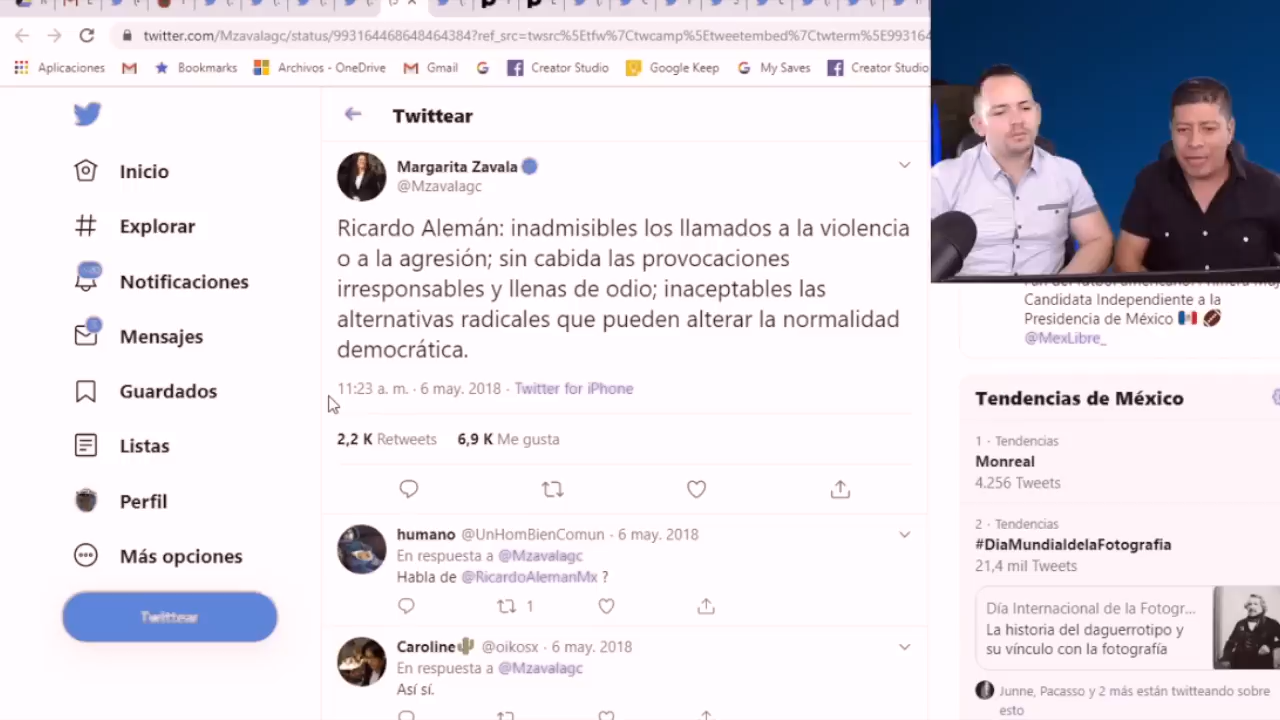 twitter.com/Mzavalagc/status/993164468648464384?ref_src=twsrc%5Etfw%7Ctwcamp%5Etweetembed%7Ctwterm%5E993164
Aplicaciones
Bookmarks
Archivos - OneDrive
Gmail
Creator Studio
Google Keep
My Saves
Creator Studio
Inicio
Explorar
Notificaciones
Mensajes
Guardados
Listas
Perfil
Más opciones
Twittear
Twittear
Margarita Zavala
@Mzavalagc
Ricardo Alemán: inadmisibles los llamados a la violencia
o a la agresión; sin cabida las provocaciones
irresponsables y llenas de odio; inaceptables las
alternativas radicales que pueden alterar la normalidad
democrática.
11:23 a. m. · 6 may. 2018 · Twitter for iPhone
2,2 K Retweets 6,9 K Me gusta
humano @UnHomBienComun · 6 may. 2018
En respuesta a @Mzavalagc
Habla de @RicardoAlemanMx ?
1
Caroline @oikosx · 6 may. 2018
En respuesta a @Mzavalagc
Así sí.
Candidata Independiente a la
Presidencia de México
@MexLibre_
Tendencias de México
1 · Tendencias
Monreal
4.256 Tweets
2 · Tendencias
#DiaMundialdelaFotografia
21,4 mil Tweets
Día Internacional de la Fotogr...
La historia del daguerrotipo y
su vínculo con la fotografía
Junne, Pacasso y 2 más están twitteando sobre
esto